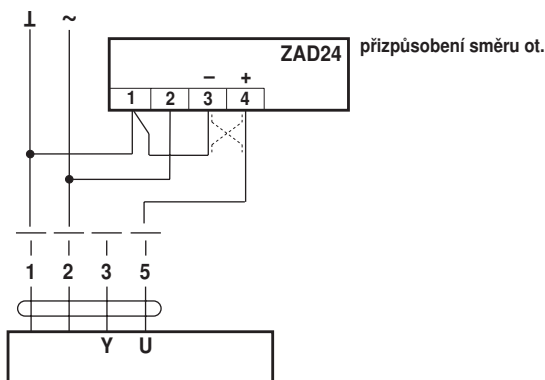 ⊥ ~
ZAD24 přizpůsobení směru ot.
– +
1 2 3 4
1 2 3 5
Y U